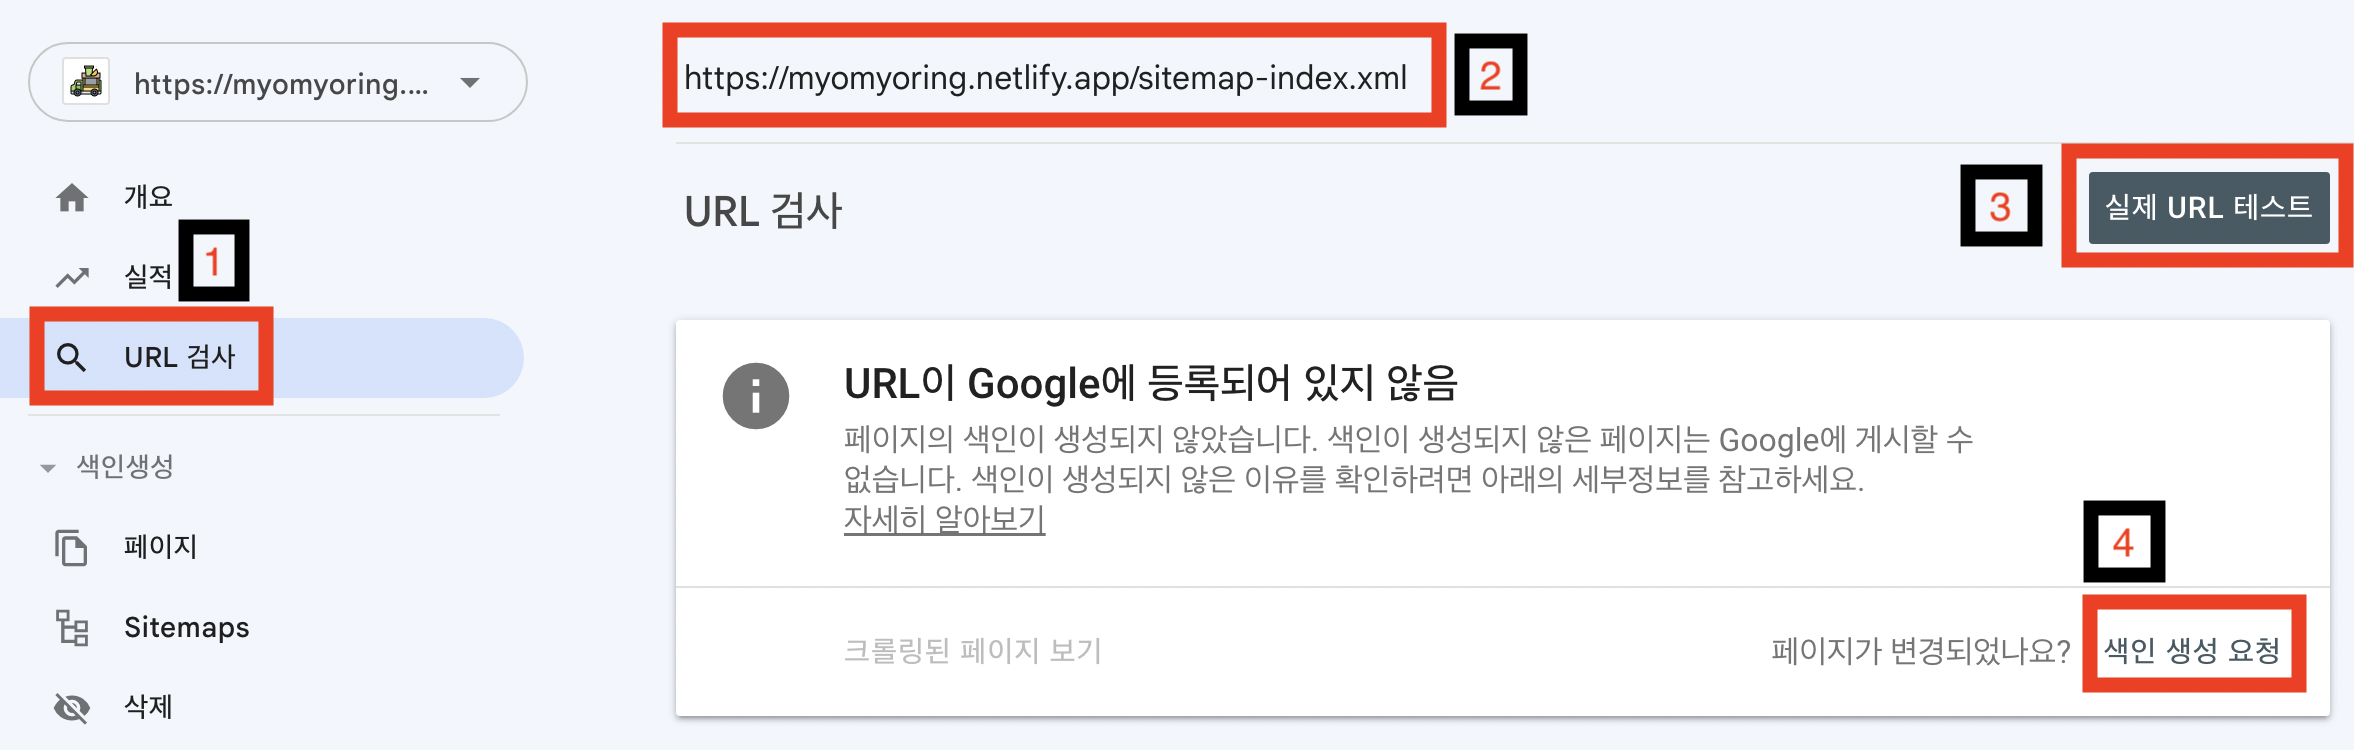 https://myomyoring....
개요
1
실적
URL 검사
색인생성
페이지
Sitemaps
삭제
https://myomyoring.netlify.app/sitemap-index.xml
2
URL 검사
3
실제 URL 테스트
URL이 Google에 등록되어 있지 않음
페이지의 색인이 생성되지 않았습니다. 색인이 생성되지 않은 페이지는 Google에 게시할 수
없습니다. 색인이 생성되지 않은 이유를 확인하려면 아래의 세부정보를 참고하세요.
자세히 알아보기
4
크롤링된 페이지 보기
페이지가 변경되었나요? 색인 생성 요청